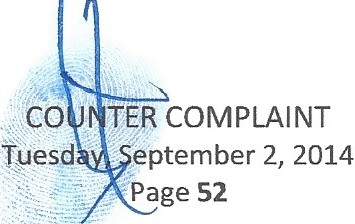 COUNTER COMPLAINT
Tuesday, September 2, 2014
Page 52